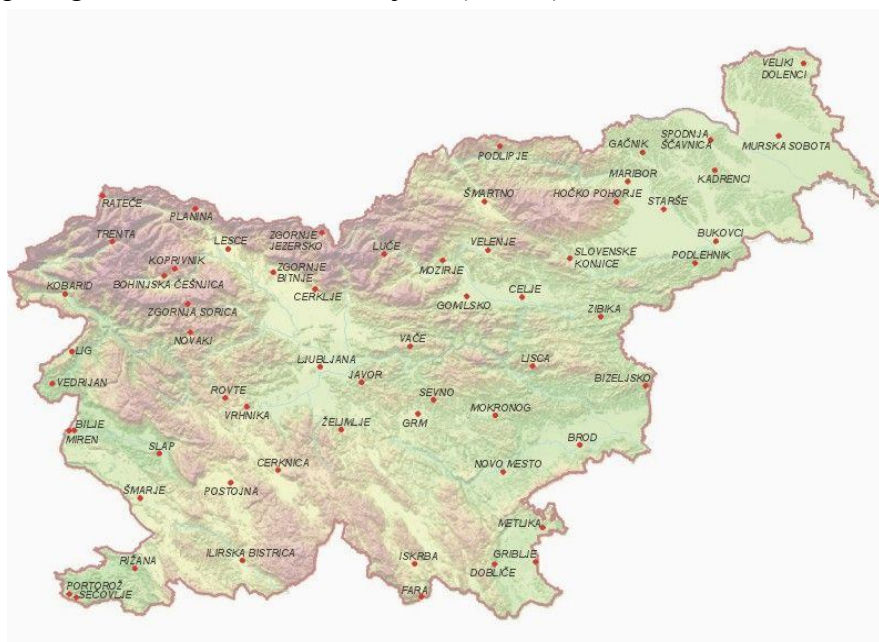 VELIKI
DOLENCI
SPODNJA
ŠČAVNICA
GAČNIK
MURSKA SOBOTA
PODLIPJE
KADRENCI
MARIBOR
ŠMARTNO
HOČKO POHORJE
STARŠE
RATEČE
PLANINA
TRENTA
LESCE
ZGORNJE
JEZERSKO
LUČE
VELENJE
BUKOVCI
KOPRIVNIK
SLOVENSKE
KONJICE
PODLEHNIK
ZGORNJE
BITNJE
MOZIRJE
BOHINJSKA ČEŠNJICA
KOBARID
CERKLJE
CELJE
GOMILSKO
ZGORNJA SORICA
ZIBIKA
NOVAKI
VAČE
LIG
LJUBLJANA
LISCA
JAVOR
VEDRIJAN
BIZELJSKO
ROVTE
SEVNO
VRHNIKA
MOKRONOG
GRM
ŽELIMLJE
BILJE
MIREN
SLAP
BROD
CERKNICA
NOVO MESTO
POSTOJNA
ŠMARJE
METLIKA
ILIRSKA BISTRICA
ISKRBA
GRIBLJE
RIŽANA
DOBLIČE
PORTOROŽ
SEČOVLJE
FARA